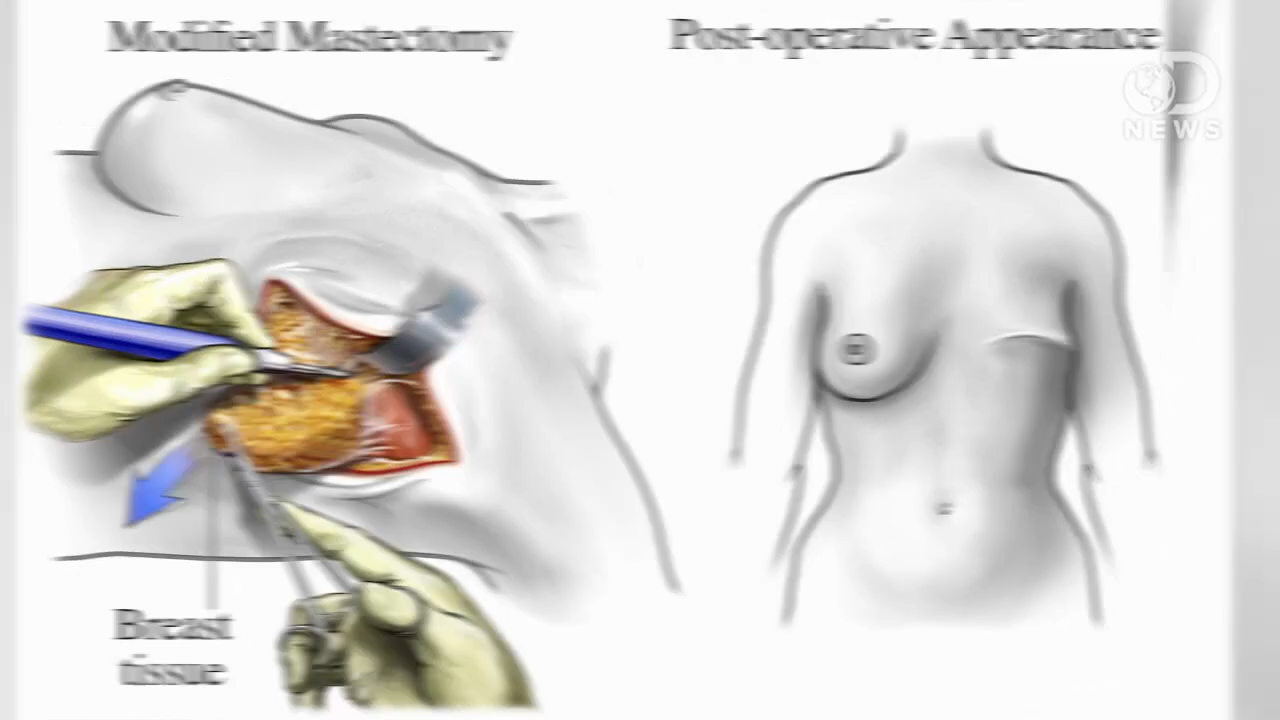 Modified Mastectomy
Post-operative Appearance
D
NEWS
Breast
tissue